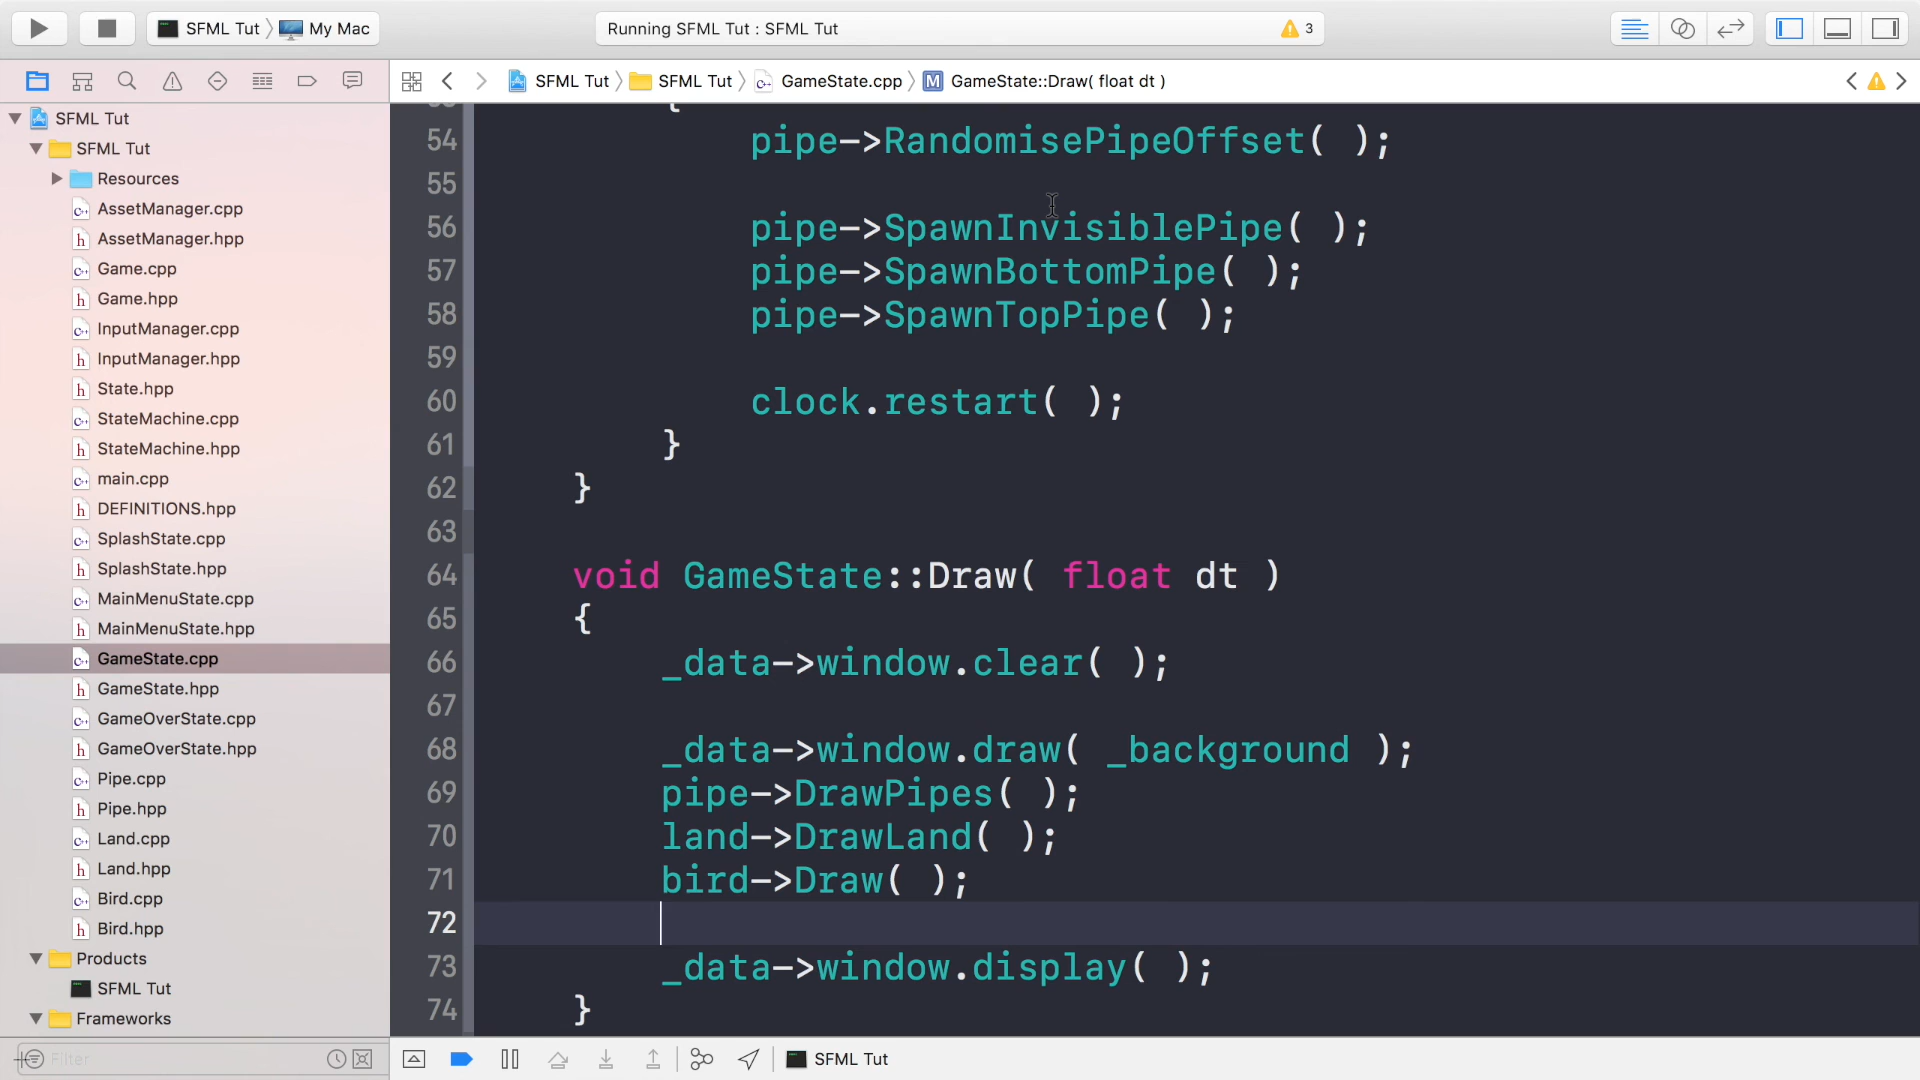 SFML Tut 〉 My Mac
Running SFML Tut : SFML Tut
3
SFML Tut 〉 SFML Tut 〉 GameState.cpp 〉 M GameState::Draw( float dt )
SFML Tut
SFML Tut
Resources
AssetManager.cpp
AssetManager.hpp
Game.cpp
Game.hpp
InputManager.cpp
InputManager.hpp
State.hpp
StateMachine.cpp
StateMachine.hpp
main.cpp
DEFINITIONS.hpp
SplashState.cpp
SplashState.hpp
MainMenuState.cpp
MainMenuState.hpp
GameState.cpp
GameState.hpp
GameOverState.cpp
GameOverState.hpp
Pipe.cpp
Pipe.hpp
Land.cpp
Land.hpp
Bird.cpp
Bird.hpp
Products
SFML Tut
Frameworks
Filter
{
54 pipe->RandomisePipeOffset( );
55
56 pipe->SpawnInvisiblePipe( );
57 pipe->SpawnBottomPipe( );
58 pipe->SpawnTopPipe( );
59
60 clock.restart( );
61 }
62 }
63
64 void GameState::Draw( float dt )
65 {
66 _data->window.clear( );
67
68 _data->window.draw( _background );
69 pipe->DrawPipes( );
70 land->DrawLand( );
71 bird->Draw( );
72
73 _data->window.display( );
74 }
SFML Tut